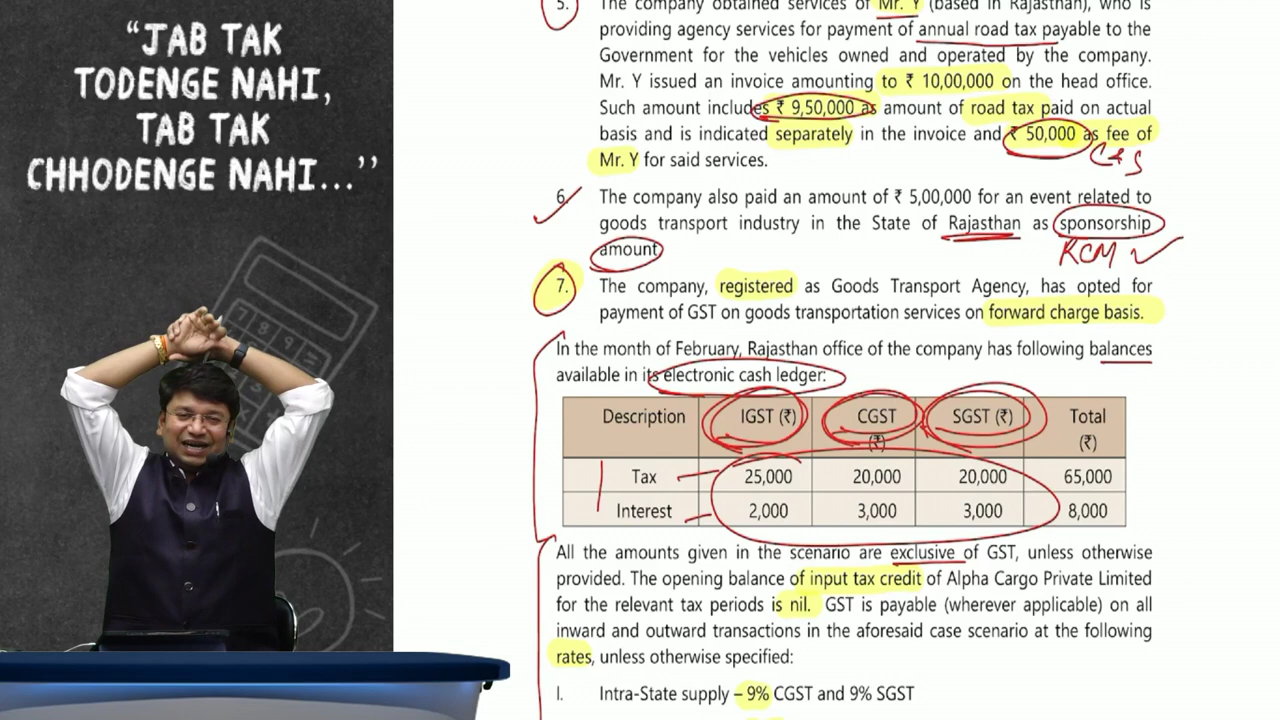 “JAB TAK
TODENGE NAHI,
TAB TAK
CHHODENGE NAHI...’’
5. The company obtained services of Mr. Y (based in Rajasthan), who is
providing agency services for payment of annual road tax payable to the
Government for the vehicles owned and operated by the company.
Mr. Y issued an invoice amounting to ₹ 10,00,000 on the head office.
Such amount includes ₹ 9,50,000 as amount of road tax paid on actual
basis and is indicated separately in the invoice and ₹ 50,000 as fee of
Mr. Y for said services.
C+S
6. The company also paid an amount of ₹ 5,00,000 for an event related to
goods transport industry in the State of Rajasthan as sponsorship
amount
RCM
7. The company, registered as Goods Transport Agency, has opted for
payment of GST on goods transportation services on forward charge basis.
In the month of February, Rajasthan office of the company has following balances
available in its electronic cash ledger:
Description IGST (₹) CGST (₹) SGST (₹) Total (₹)
Tax 25,000 20,000 20,000 65,000
Interest 2,000 3,000 3,000 8,000
All the amounts given in the scenario are exclusive of GST, unless otherwise
provided. The opening balance of input tax credit of Alpha Cargo Private Limited
for the relevant tax periods is nil. GST is payable (wherever applicable) on all
inward and outward transactions in the aforesaid case scenario at the following
rates, unless otherwise specified:
I. Intra-State supply – 9% CGST and 9% SGST